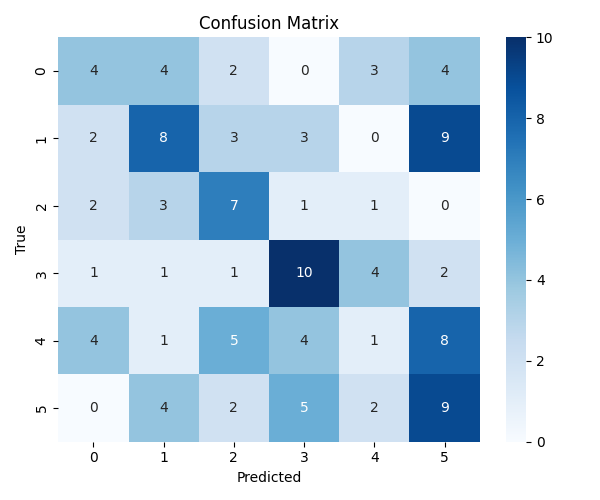 Confusion Matrix
True
0 4 4 2 0 3 4
1 2 8 3 3 0 9
2 2 3 7 1 1 0
3 1 1 1 10 4 2
4 4 1 5 4 1 8
5 0 4 2 5 2 9
0 1 2 3 4 5
Predicted
10
8
6
4
2
0